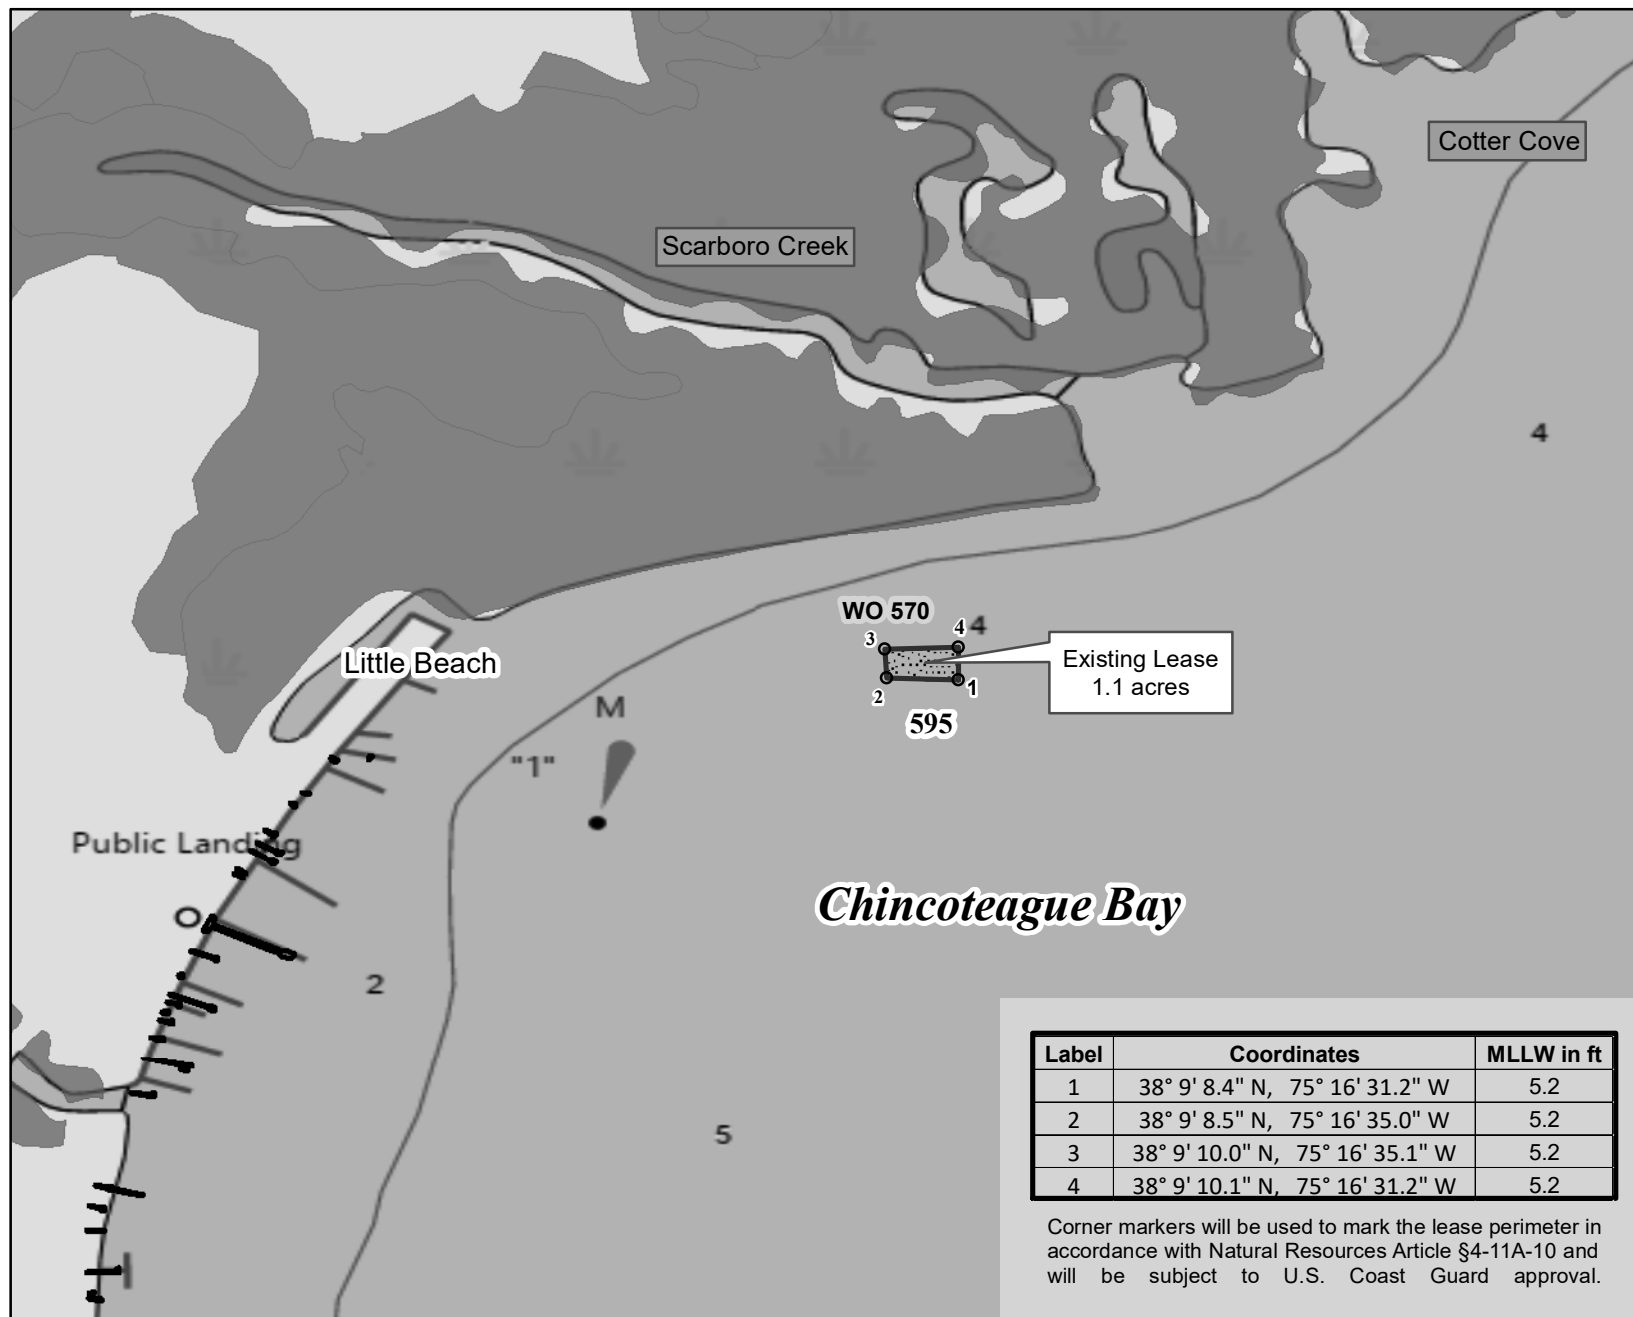 Cotter Cove
Scarboro Creek
4
WO 570
3
4
4
Existing Lease
1.1 acres
Little Beach
2
1
M
595
"1"
Public Landing
Chincoteague Bay
2
5
Label Coordinates MLLW in ft
1 38° 9' 8.4" N, 75° 16' 31.2" W 5.2
2 38° 9' 8.5" N, 75° 16' 35.0" W 5.2
3 38° 9' 10.0" N, 75° 16' 35.1" W 5.2
4 38° 9' 10.1" N, 75° 16' 31.2" W 5.2
Corner markers will be used to mark the lease perimeter in
accordance with Natural Resources Article §4-11A-10 and
will be subject to U.S. Coast Guard approval.